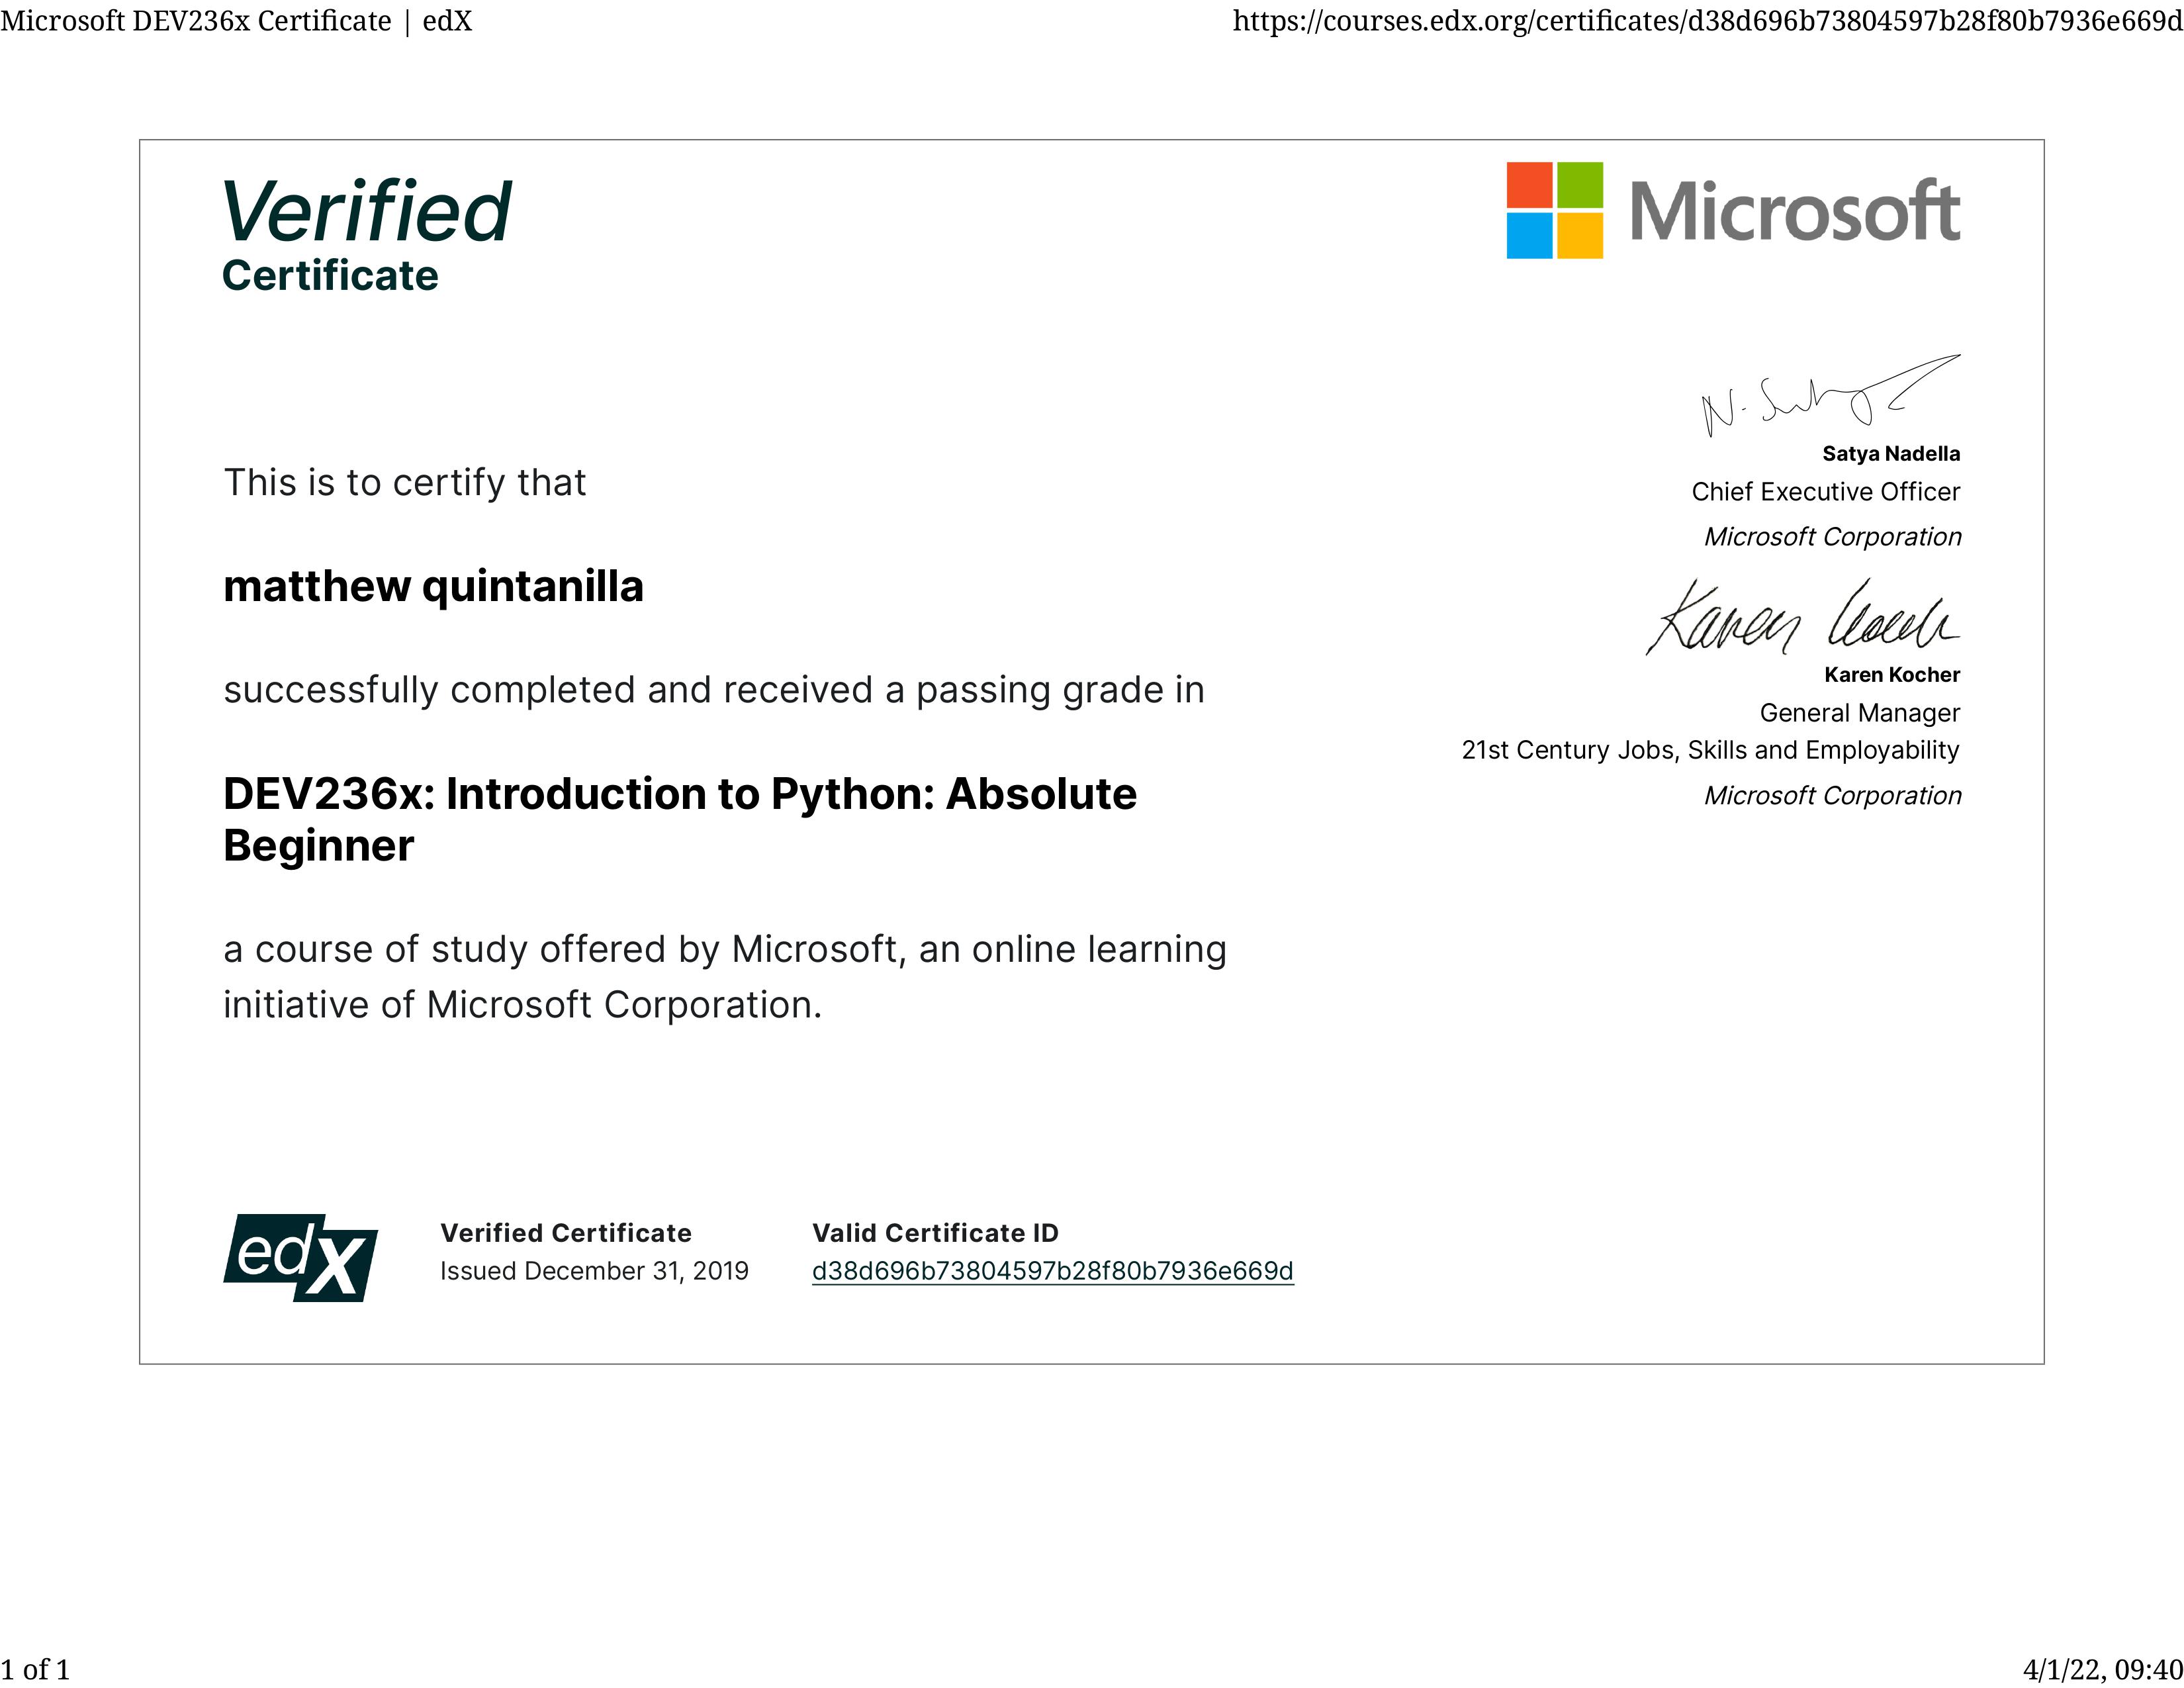 Microsoft DEV236x Certificate | edX
https://courses.edx.org/certificates/d38d696b73804597b28f80b7936e669d
Verified
Certificate
Microsoft
This is to certify that
matthew quintanilla
successfully completed and received a passing grade in
DEV236x: Introduction to Python: Absolute
Beginner
a course of study offered by Microsoft, an online learning
initiative of Microsoft Corporation.
Satya Nadella
Chief Executive Officer
Microsoft Corporation
Karen
Karen Kocher
General Manager
21st Century Jobs, Skills and Employability
Microsoft Corporation
edX
Verified Certificate
Issued December 31, 2019
Valid Certificate ID
d38d696b73804597b28f80b7936e669d
1 of 1
4/1/22, 09:40